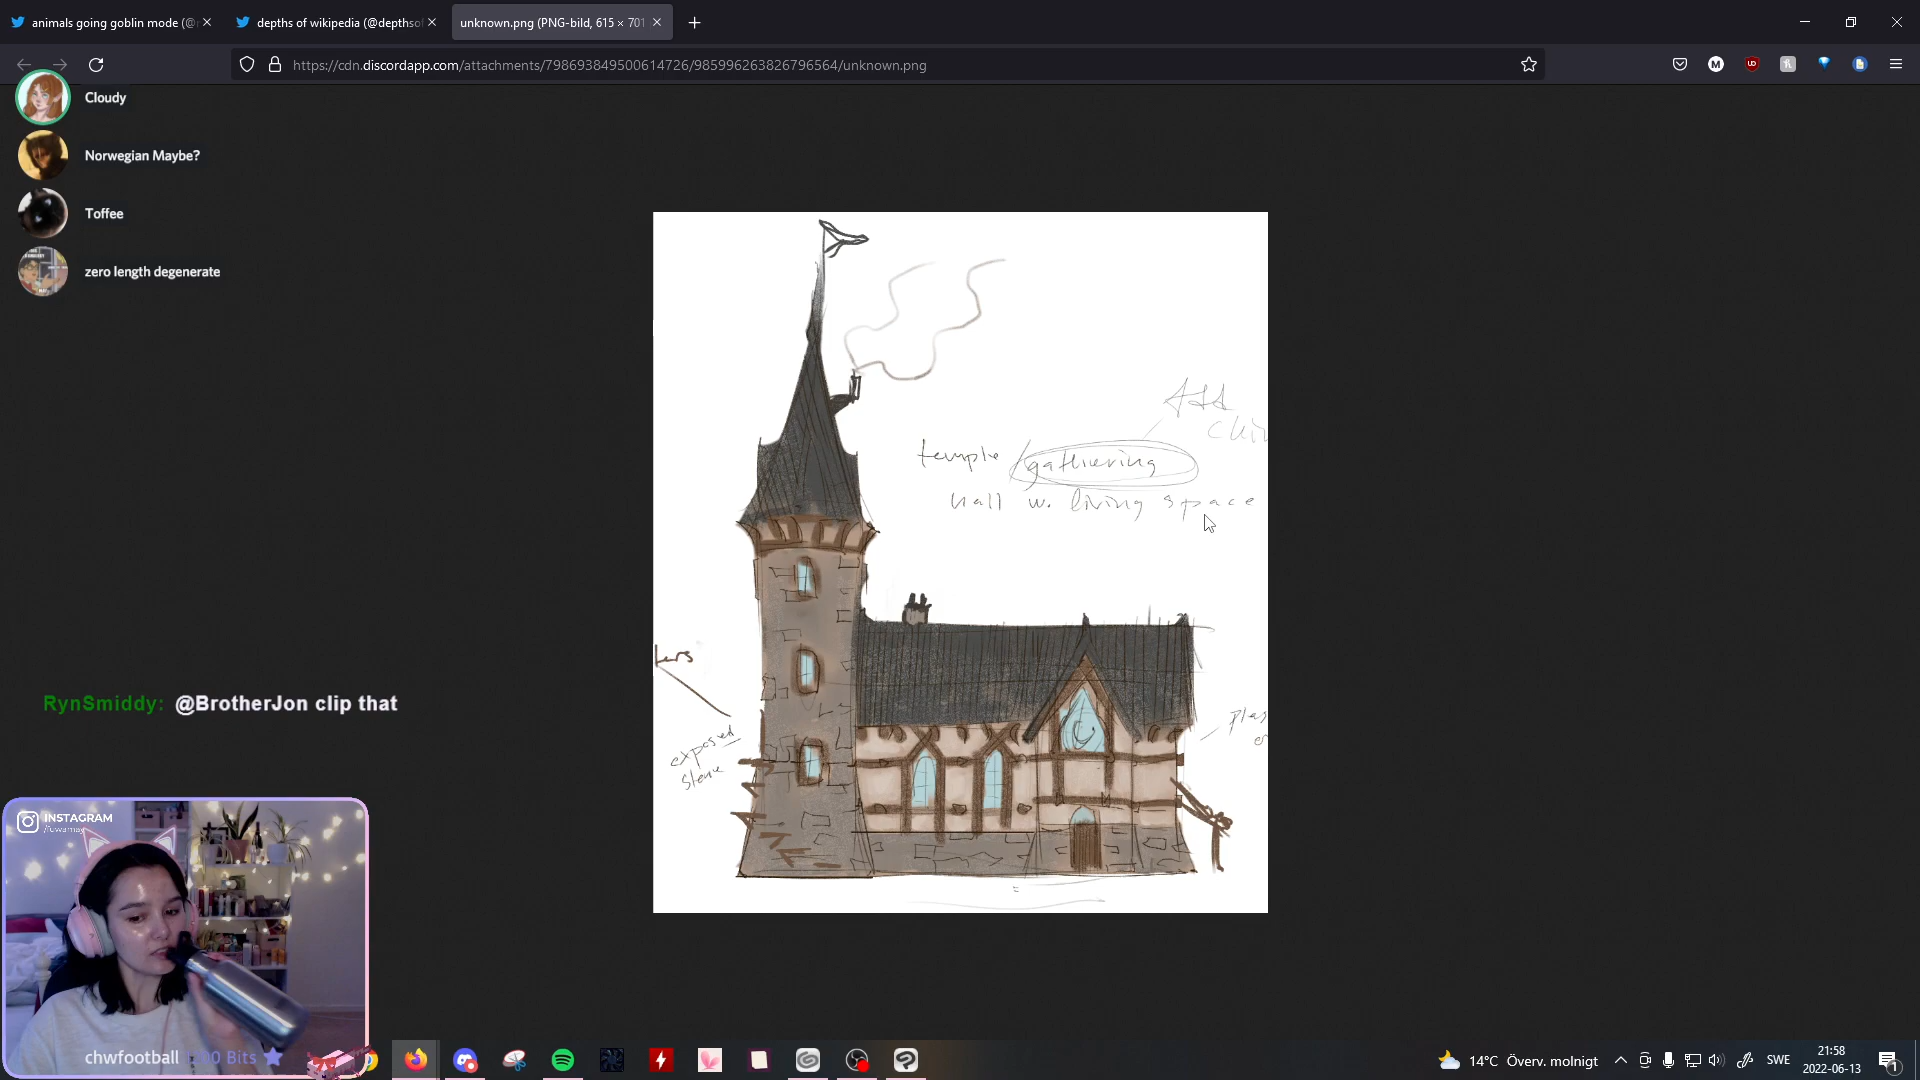 animals going goblin mode (@
depths of wikipedia (@depthso
unknown.png (PNG-bild, 615 × 701
https://cdn.discordapp.com/attachments/798693849500614726/985996263826796564/unknown.png
Cloudy
Norwegian Maybe?
Toffee
zero length degenerate
Add
temple / gathering
hall w. living space
exposed
stone
RynSmiddy: @BrotherJon clip that
INSTAGRAM
chwfootball
Bits
14°C Överv. molnigt
SWE
21:58
2022-06-13
1